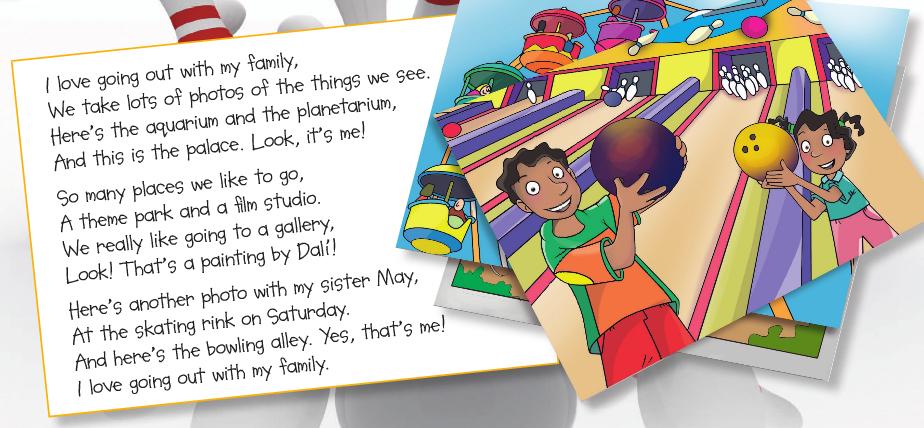 I love going out with my family,
We take lots of photos of the things we see.
Here's the aquarium and the planetarium,
And this is the palace. Look, it's me!
So many places we like to go,
A theme park and a film studio.
We really like going to a gallery,
Look! That's a painting by Dalí!
Here's another photo with my sister May,
At the skating rink on Saturday.
And here's the bowling alley. Yes, that's me!
I love going out with my family.